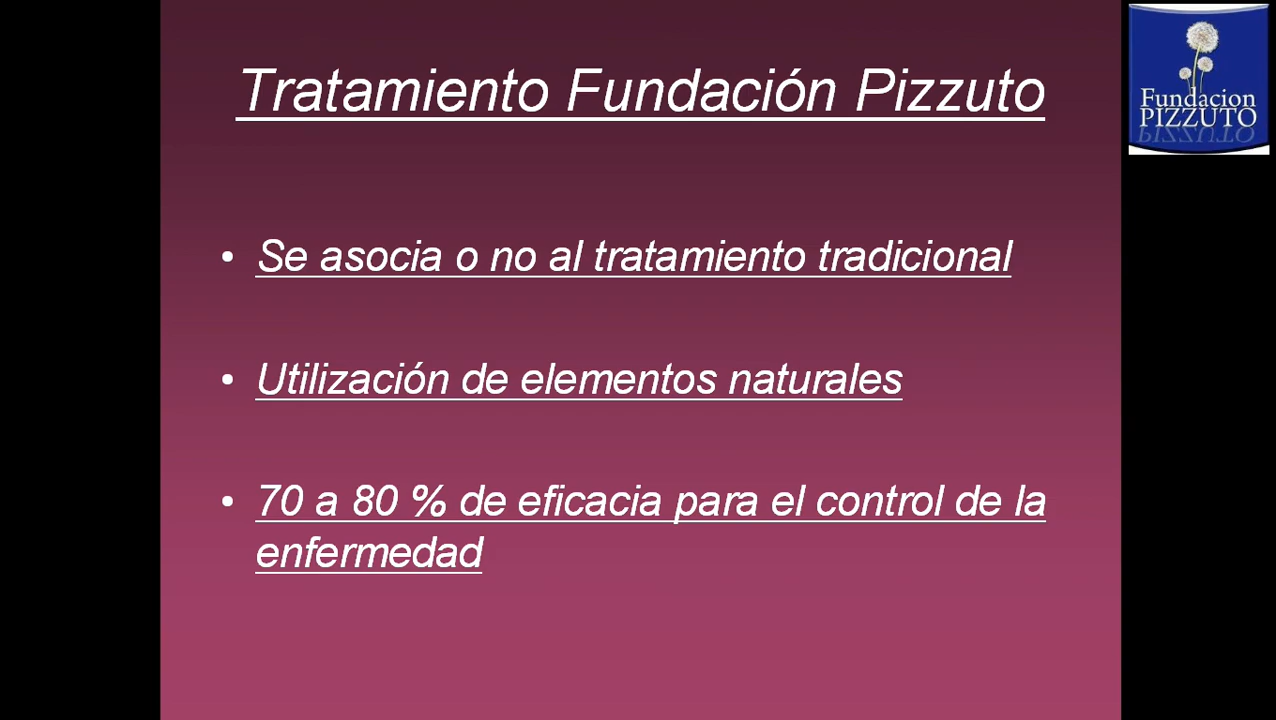 Tratamiento Fundación Pizzuto
Fundacion
PIZZUTO
• Se asocia o no al tratamiento tradicional
• Utilización de elementos naturales
• 70 a 80 % de eficacia para el control de la
enfermedad